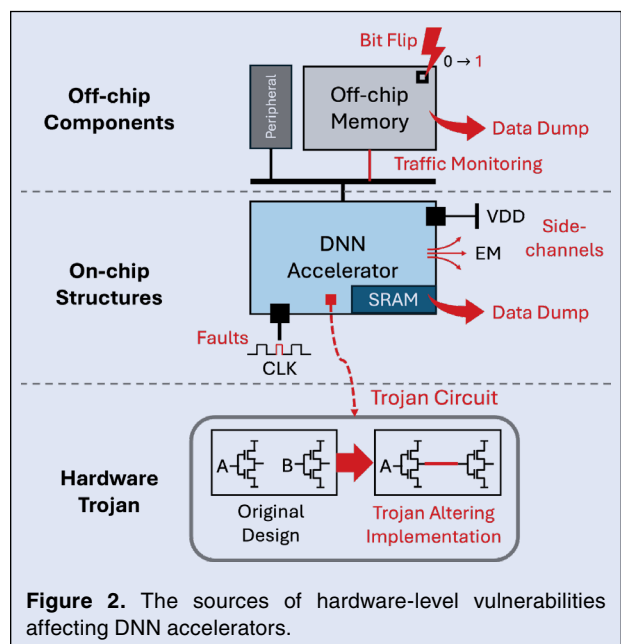 Bit Flip
0 → 1
Off-chip
Components
Peripheral
Off-chip
Memory
Data Dump
Traffic Monitoring
On-chip
Structures
DNN
Accelerator
VDD
Side-
channels
EM
SRAM
Data Dump
Faults
CLK
Trojan Circuit
Hardware
Trojan
A
B
A
Original
Design
Trojan Altering
Implementation
Figure 2. The sources of hardware-level vulnerabilities
affecting DNN accelerators.